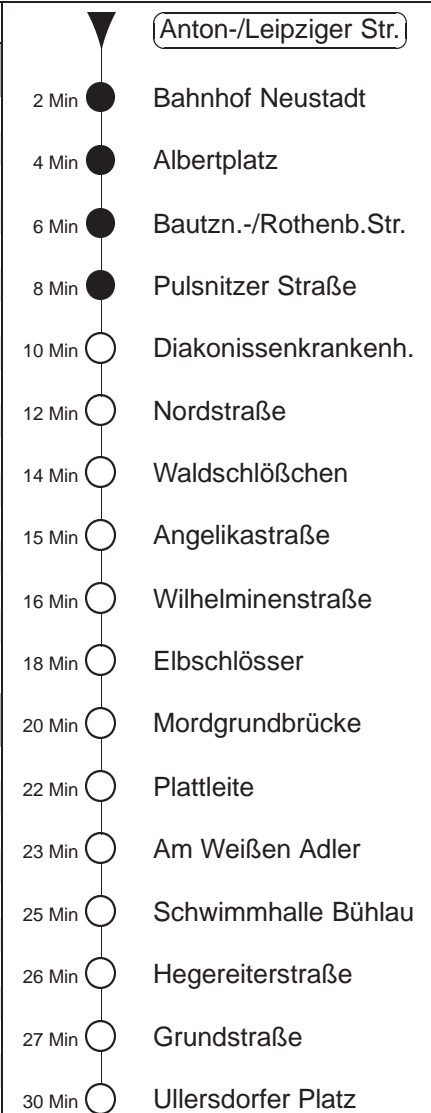 Anton-/Leipziger Str.
2 Min Bahnhof Neustadt
4 Min Albertplatz
6 Min Bautzn.-/Rothenb.Str.
8 Min Pulsnitzer Straße
10 Min Diakonissenkrankenh.
12 Min Nordstraße
14 Min Waldschlößchen
15 Min Angelikastraße
16 Min Wilhelminenstraße
18 Min Elbschlösser
20 Min Mordgrundbrücke
22 Min Plattleite
23 Min Am Weißen Adler
25 Min Schwimmhalle Bühlau
26 Min Hegereiterstraße
27 Min Grundstraße
30 Min Ullersdorfer Platz